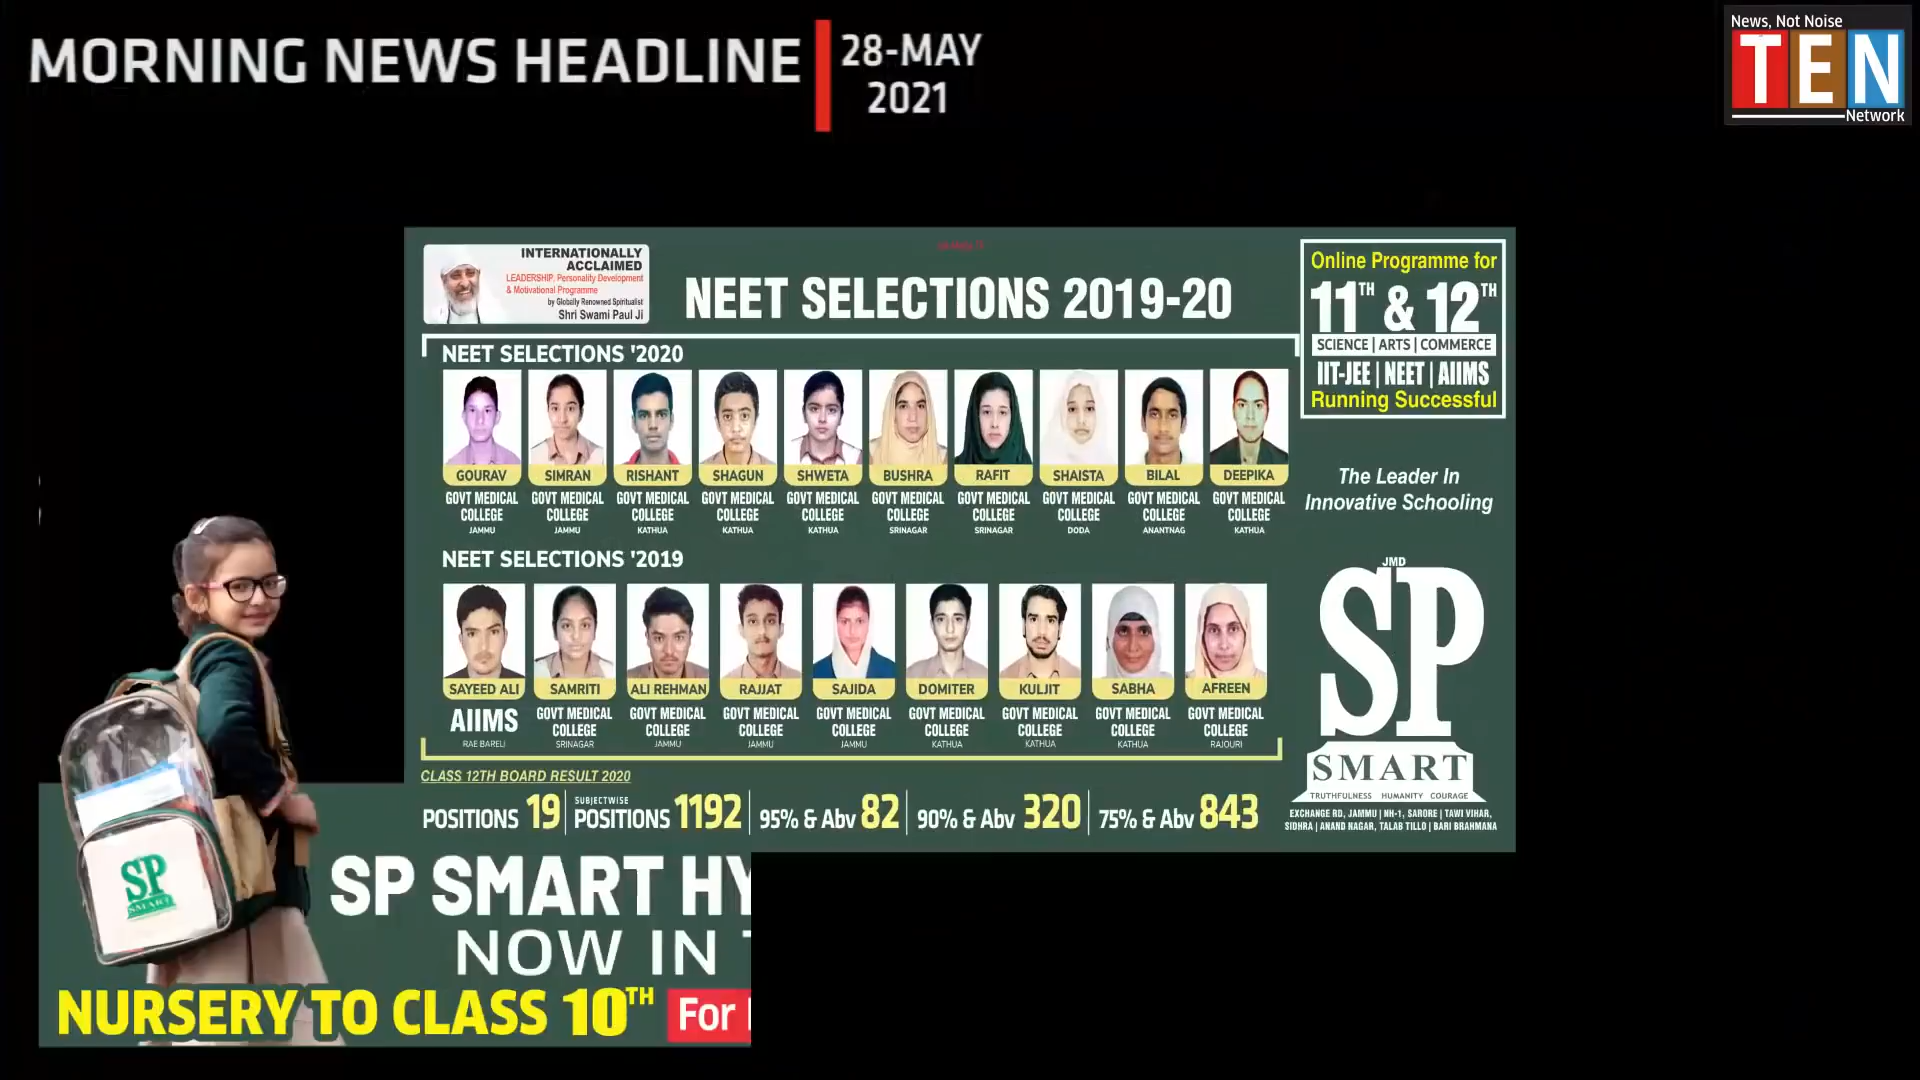 MORNING NEWS HEADLINE
28-MAY
2021
News, Not Noise
TEN
Network
INTERNATIONALLY
ACCLAIMED
LEADERSHIP, Personality Development
& Motivational Programme
by Globally Renowned Spiritualist
Shri Swami Paul Ji
NEET SELECTIONS 2019-20
Online Programme for
11TH & 12TH
SCIENCE | ARTS | COMMERCE
IIT-JEE | NEET | AIIMS
Running Successful
NEET SELECTIONS '2020
GOURAV SIMRAN RISHANT SHAGUN SHWETA BUSHRA RAFIT SHAISTA BILAL DEEPIKA
GOVT MEDICAL GOVT MEDICAL GOVT MEDICAL GOVT MEDICAL GOVT MEDICAL GOVT MEDICAL GOVT MEDICAL GOVT MEDICAL GOVT MEDICAL GOVT MEDICAL
COLLEGE COLLEGE COLLEGE COLLEGE COLLEGE COLLEGE COLLEGE COLLEGE COLLEGE COLLEGE
JAMMU JAMMU KATHUA KATHUA KATHUA SRINAGAR SRINAGAR DODA ANANTNAG KATHUA
The Leader In
Innovative Schooling
NEET SELECTIONS '2019
SAYEED ALI SAMRITI ALI REHMAN RAJJAT SAJIDA DOMITER KULJIT SABHA AFREEN
AIIMS GOVT MEDICAL GOVT MEDICAL GOVT MEDICAL GOVT MEDICAL GOVT MEDICAL GOVT MEDICAL GOVT MEDICAL GOVT MEDICAL
COLLEGE COLLEGE COLLEGE COLLEGE COLLEGE COLLEGE COLLEGE COLLEGE
RAE BARELI SRINAGAR JAMMU JAMMU JAMMU KATHUA KATHUA KATHUA RAJOURI
JMD
SP
SMART
TRUTHFULNESS HUMANITY COURAGE
EXCHANGE RD, JAMMU | NH-1, SARORE | TAWI VIHAR,
SIDHRA | ANAND NAGAR, TALAB TILLO | BARI BRAHMANA
CLASS 12TH BOARD RESULT 2020
POSITIONS 19 | SUBJECTWISE POSITIONS 1192 | 95% & Abv 82 | 90% & Abv 320 | 75% & Abv 843
SP
SMART
SP SMART HY
NOW IN
NURSERY TO CLASS 10TH For